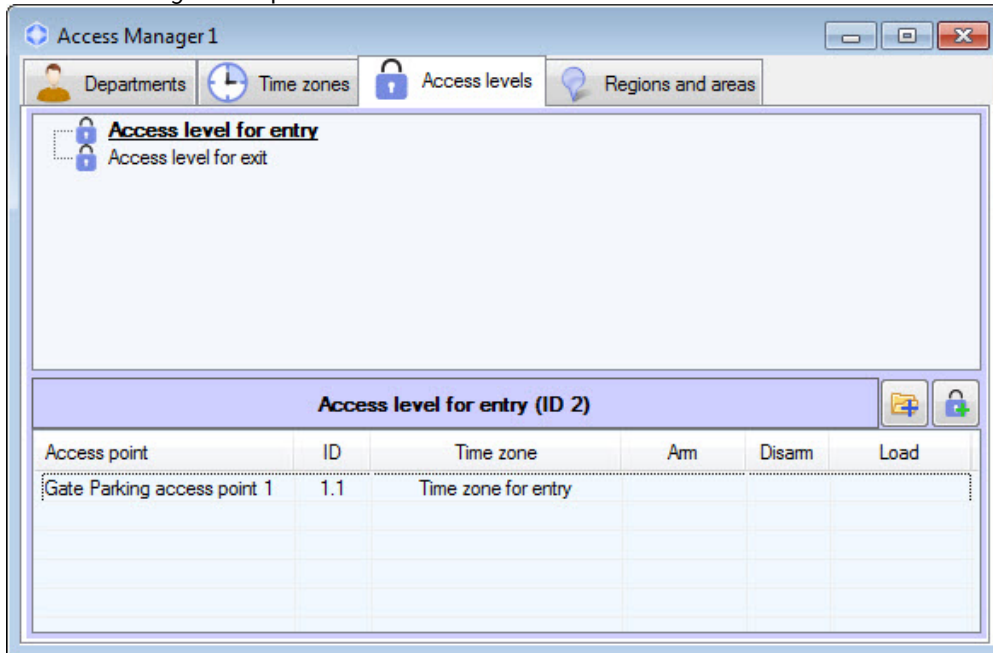 Access Manager 1
Departments Time zones Access levels Regions and areas
Access level for entry
Access level for exit
Access level for entry (ID 2)
Access point ID Time zone Arm Disarm Load
Gate Parking access point 1 1.1 Time zone for entry